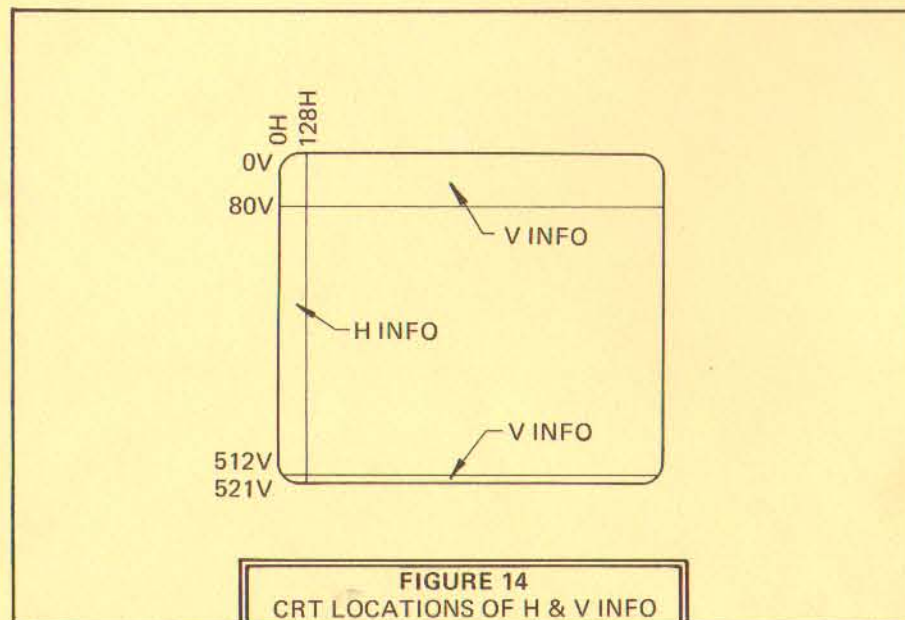 0H
128H
0V
80V
V INFO
H INFO
V INFO
512V
521V
FIGURE 14
CRT LOCATIONS OF H & V INFO